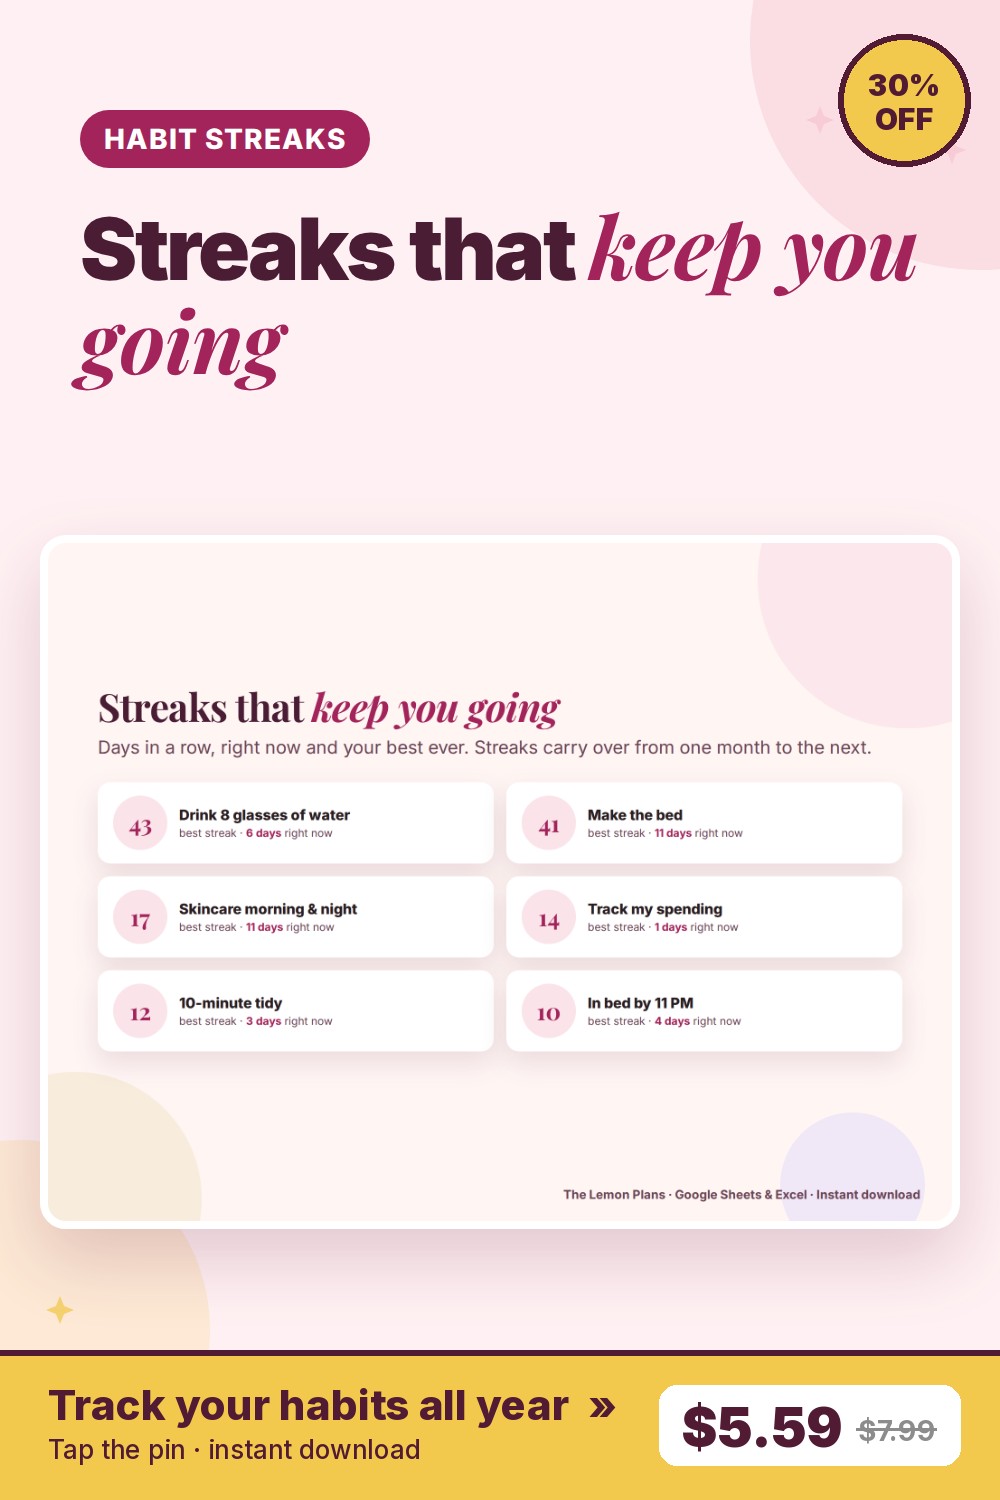 30%
OFF
HABIT STREAKS
Streaks that keep you
going
Streaks that keep you going
Days in a row, right now and your best ever. Streaks carry over from one month to the next.
43
Drink 8 glasses of water
best streak · 6 days right now
41
Make the bed
best streak · 11 days right now
17
Skincare morning & night
best streak · 11 days right now
14
Track my spending
best streak · 1 days right now
12
10-minute tidy
best streak · 3 days right now
10
In bed by 11 PM
best streak · 4 days right now
The Lemon Plans · Google Sheets & Excel · Instant download
Track your habits all year »
Tap the pin · instant download
$5.59 $7.99